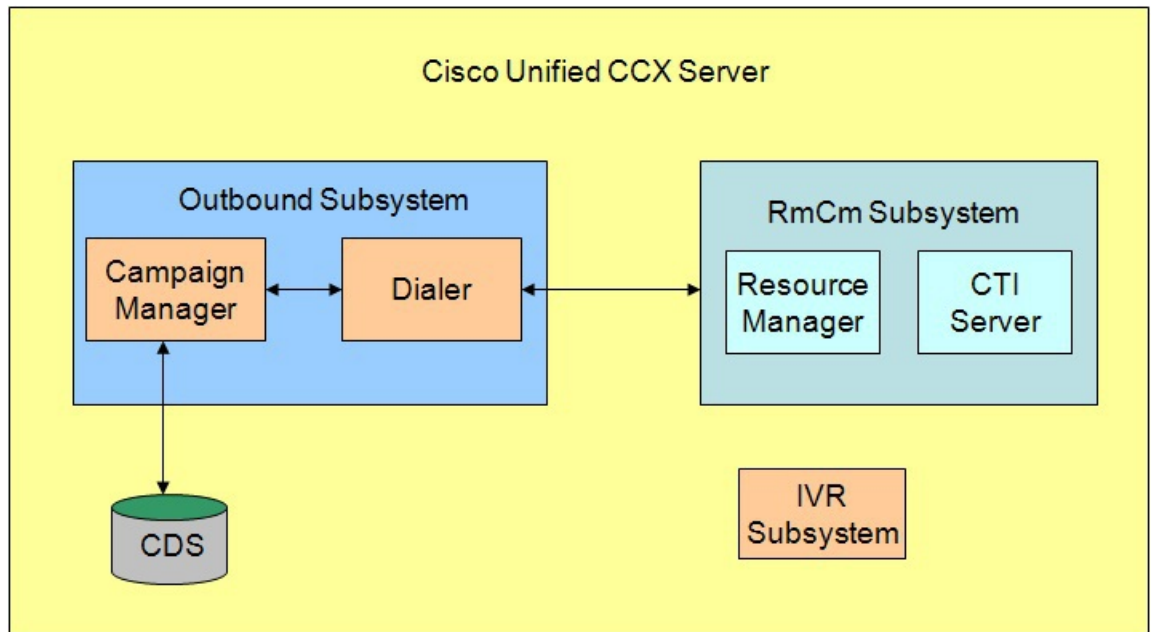 Cisco Unified CCX Server
Outbound Subsystem
Campaign
Manager
Dialer
RmCm Subsystem
Resource
Manager
CTI
Server
CDS
IVR
Subsystem